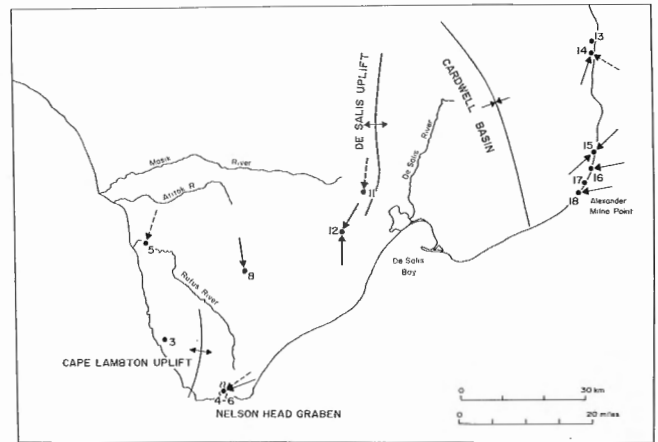 13
14
DE SALIS UPLIFT
CARDWELL BASIN
De Salis River
Masik River
Atitok R.
15
16
17
18
Alexander
Milne Point
11
12
5
8
De Salis
Bay
Rufus River
3
CAPE LAMBTON UPLIFT
4-6
NELSON HEAD GRABEN
0 30 km
0 20 miles